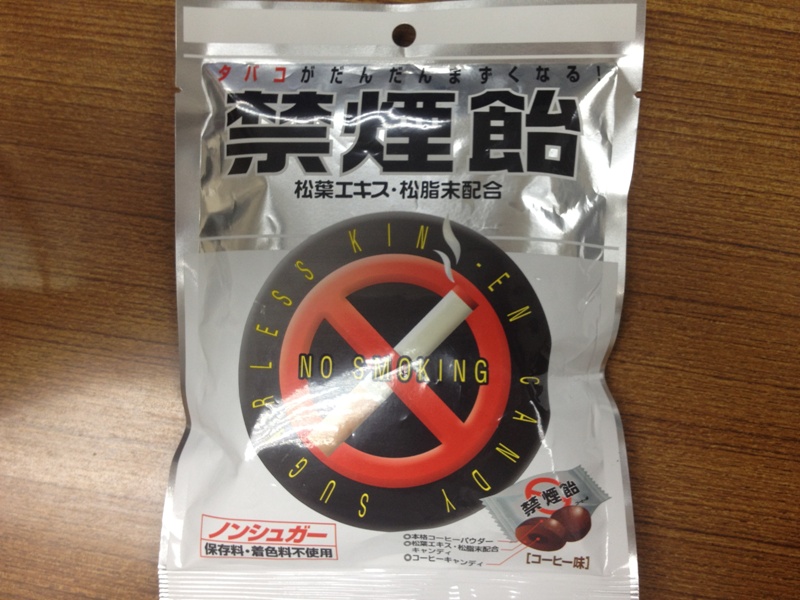 タバコがだんだんまずくなる!
禁煙飴
松葉エキス・松脂末配合
SUGARLESS KIN・EN CANDY
NO SMOKING
禁煙飴
ノンシュガー
保存料・着色料不使用
◎本格コーヒーパウダー
◎松葉エキス・松脂末配合
キャンディ
◎コーヒーキャンディ
[コーヒー味]